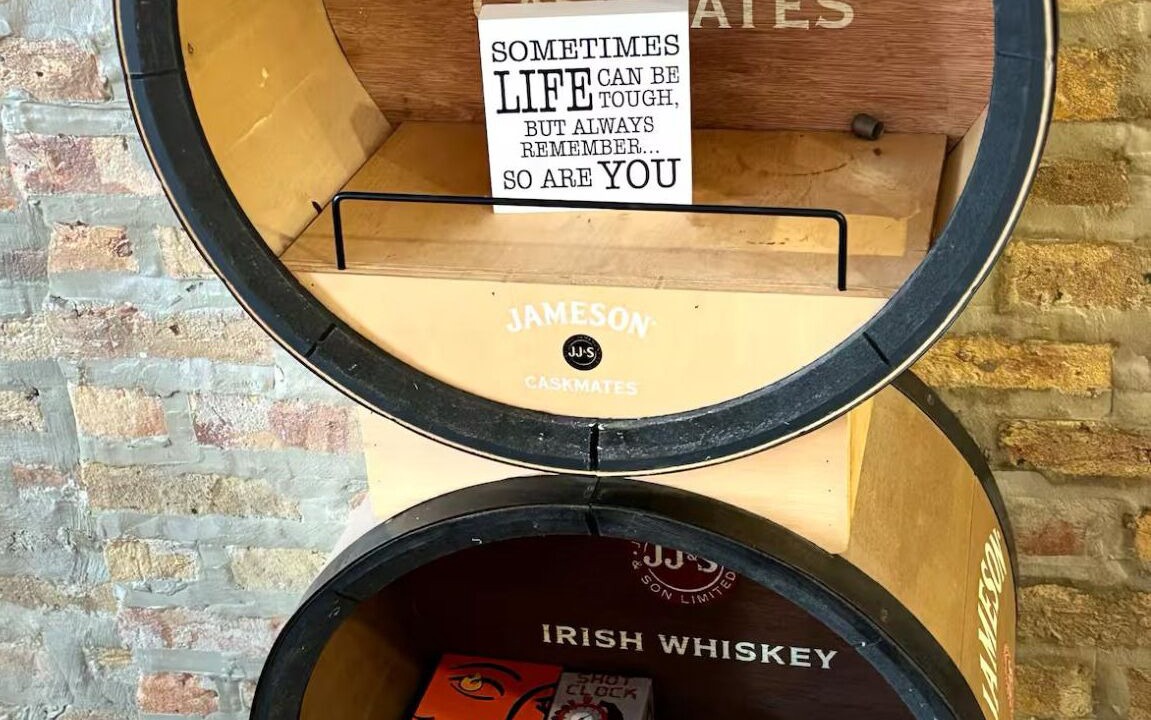 SOMETIMES
LIFE CAN BE
TOUGH,
BUT ALWAYS
REMEMBER...
SO ARE YOU
JAMESON
JJ&S
CASKMATES
JJ&S
& SON LIMITED
IRISH WHISKEY
SHOT
CLOCK
JAMESON